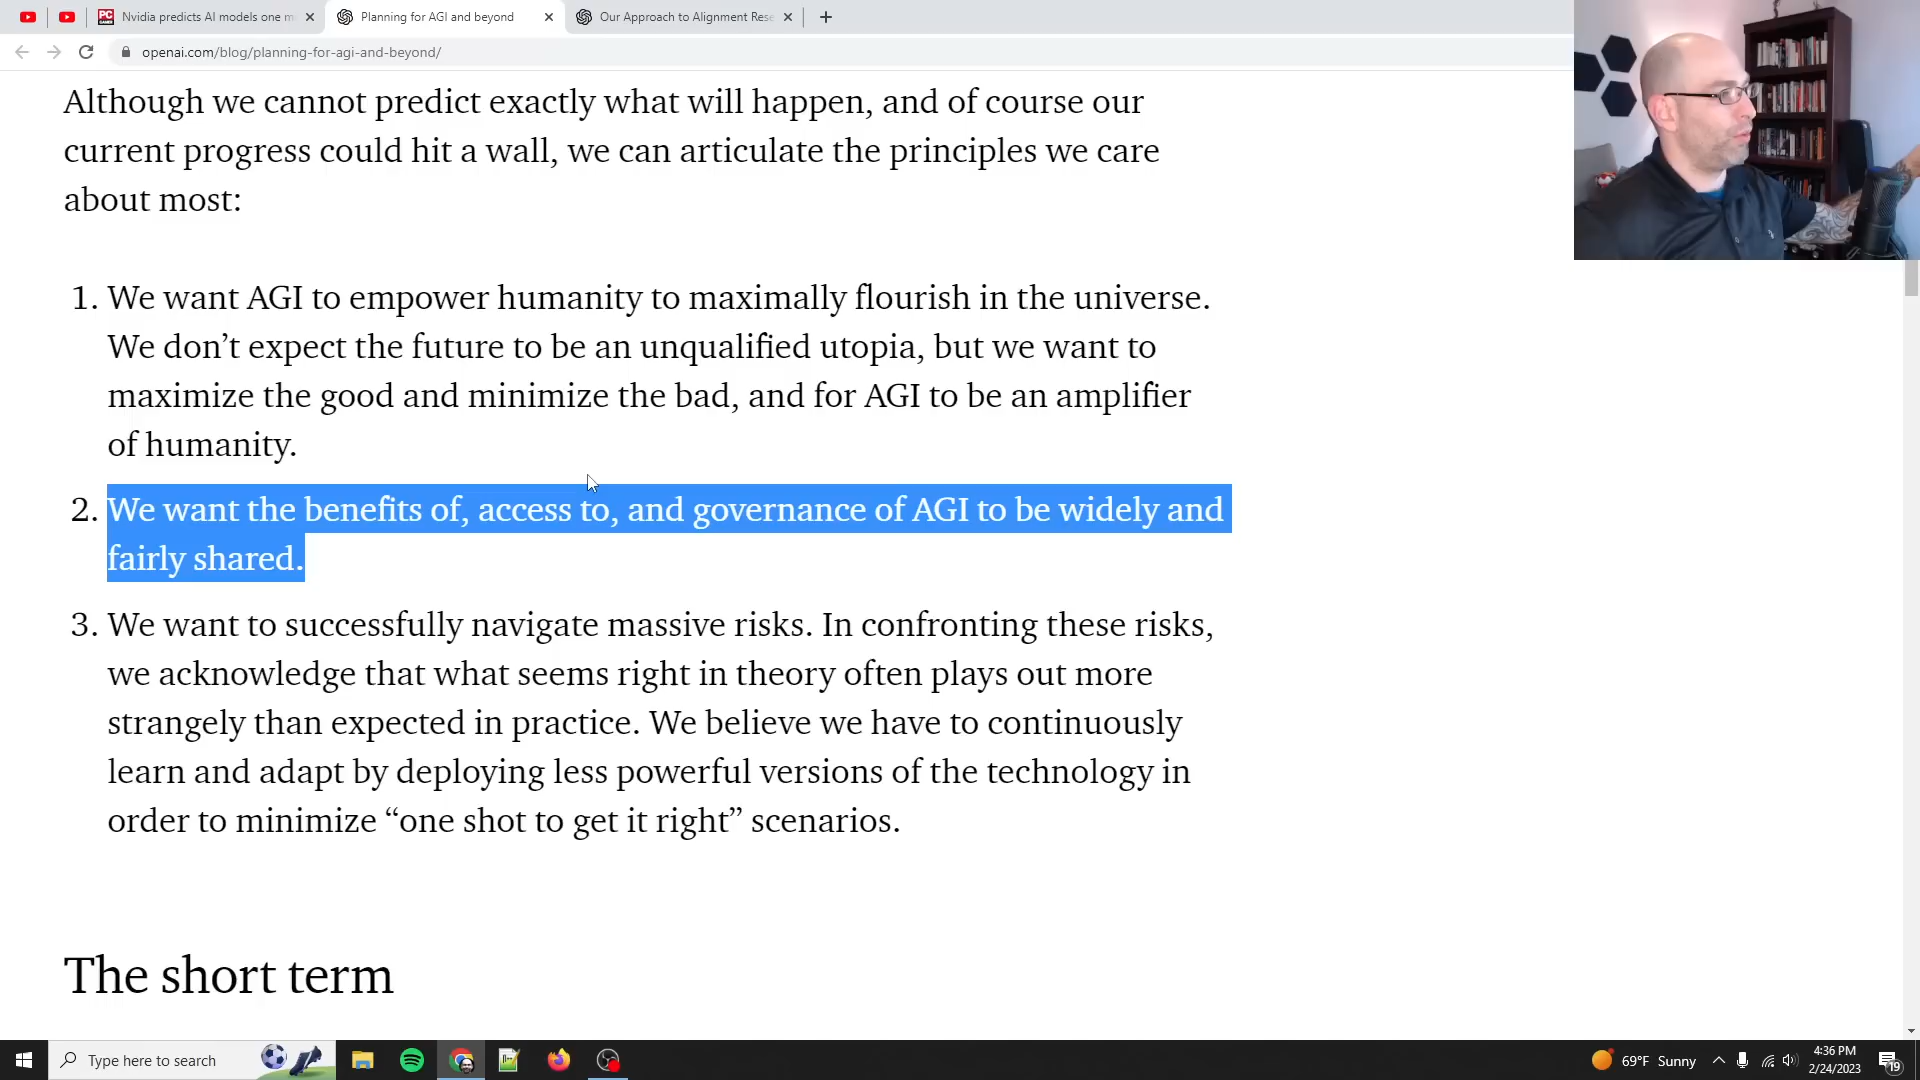 Nvidia predicts AI models one m
Planning for AGI and beyond
Our Approach to Alignment Rese
openai.com/blog/planning-for-agi-and-beyond/
Although we cannot predict exactly what will happen, and of course our
current progress could hit a wall, we can articulate the principles we care
about most:
1. We want AGI to empower humanity to maximally flourish in the universe.
We don’t expect the future to be an unqualified utopia, but we want to
maximize the good and minimize the bad, and for AGI to be an amplifier
of humanity.
2. We want the benefits of, access to, and governance of AGI to be widely and
fairly shared.
3. We want to successfully navigate massive risks. In confronting these risks,
we acknowledge that what seems right in theory often plays out more
strangely than expected in practice. We believe we have to continuously
learn and adapt by deploying less powerful versions of the technology in
order to minimize “one shot to get it right” scenarios.
The short term
Type here to search
69°F Sunny
4:36 PM
2/24/2023
19